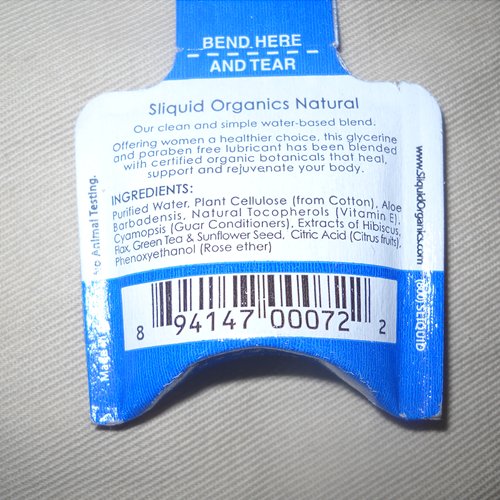 BEND HERE
AND TEAR
Sliquid Organics Natural
Our clean and simple water-based blend.
Offering women a healthier choice, this glycerine
and paraben free lubricant has been blended
with certified organic botanicals that heal,
support and rejuvenate your body.
INGREDIENTS:
Purified Water, Plant Cellulose (from Cotton), Aloe
Barbadensis, Natural Tocopherols (Vitamin E),
Cyamopsis (Guar Conditioners), Extracts of Hibiscus,
Flax, Green Tea & Sunflower Seed, Citric Acid (Citrus fruits),
Phenoxyethanol (Rose ether)
8 94147 00072 2
Animal Testing.
www.SliquidOrganics.com
SLIQUID